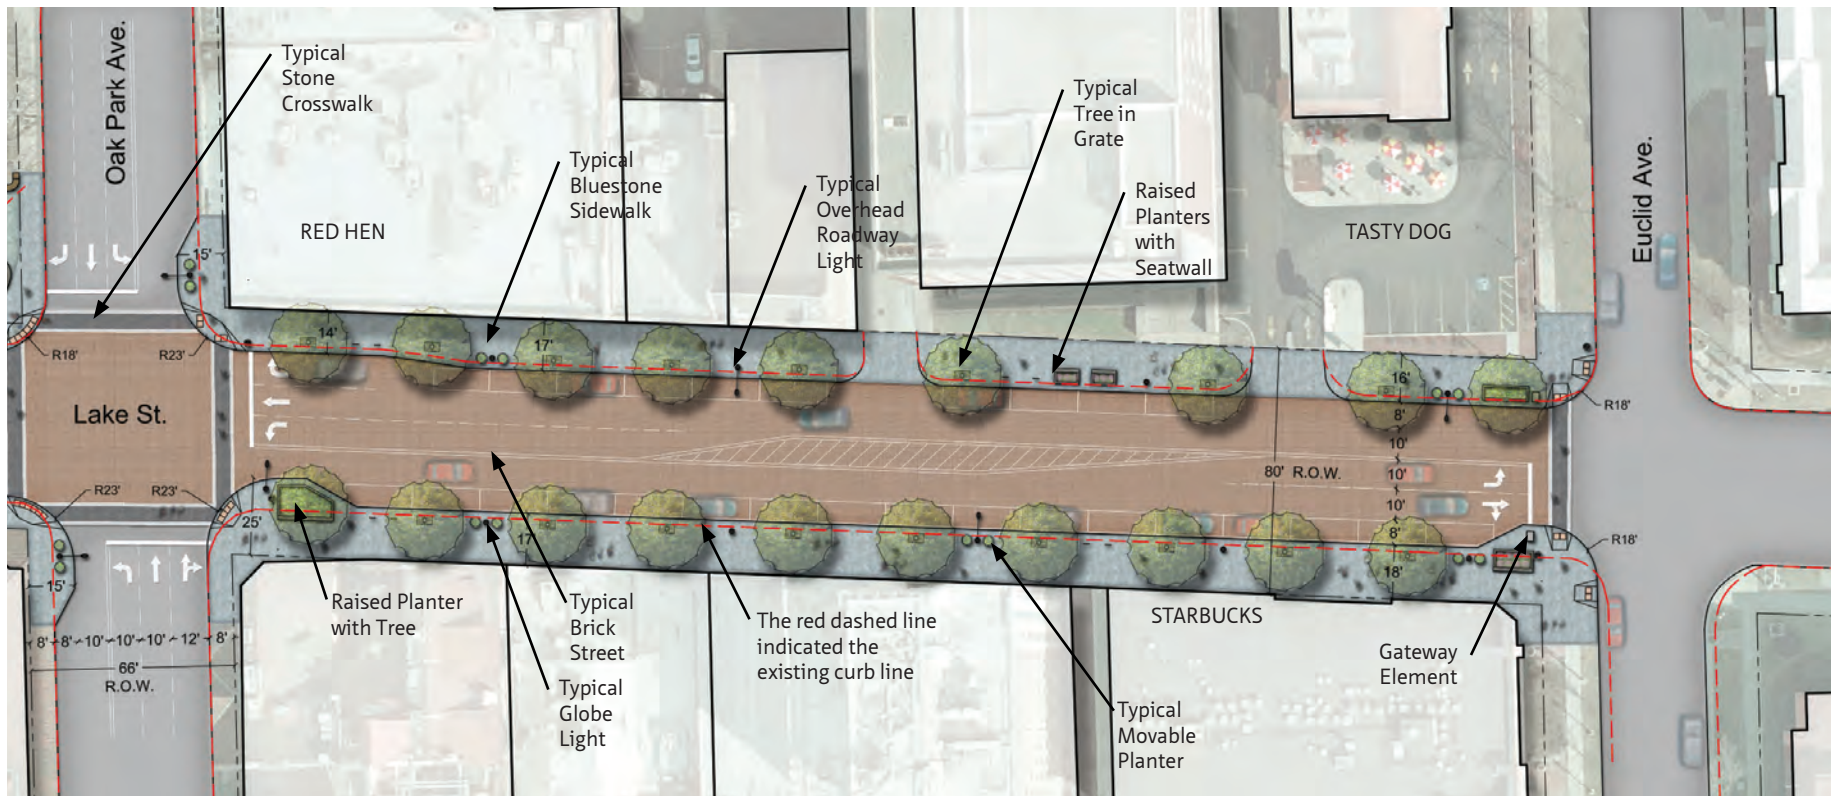 Oak Park Ave.
Typical
Stone
Crosswalk
Typical
Bluestone
Sidewalk
Typical
Overhead
Roadway
Light
Typical
Tree in
Grate
Raised
Planters
with
Seatwall
Euclid Ave.
RED HEN
TASTY DOG
15'
14'
17'
R18'
R23'
16'
8'
R18'
Lake St.
10'
80' R.O.W.
10'
10'
8'
R23'
R23'
25'
17'
18'
R18'
15'
Raised Planter
with Tree
Typical
Brick
Street
The red dashed line
indicated the
existing curb line
STARBUCKS
Gateway
Element
8' 8' 10' 10' 10' 12' 8'
66'
R.O.W.
Typical
Globe
Light
Typical
Movable
Planter